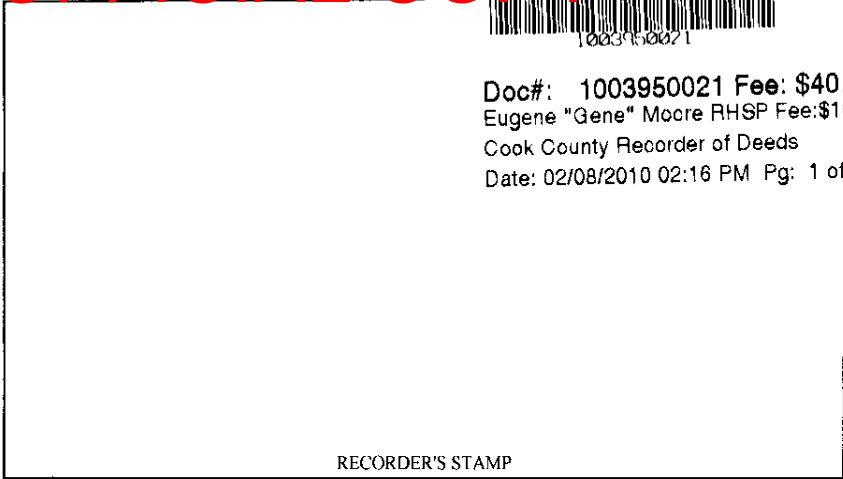 1003950021
Doc#: 1003950021 Fee: $40
Eugene "Gene" Moore RHSP Fee:$1
Cook County Recorder of Deeds
Date: 02/08/2010 02:16 PM Pg: 1 of
RECORDER'S STAMP